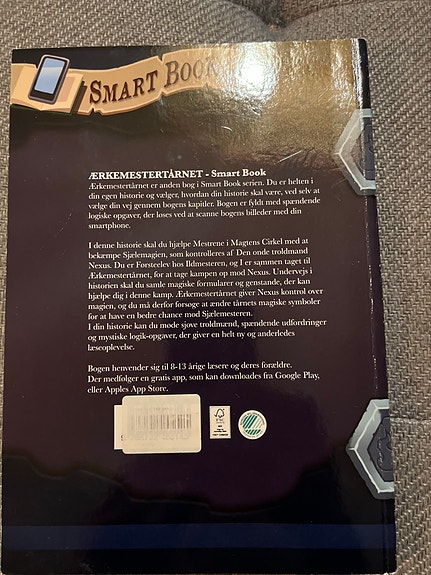 SMART BOOK
ÆRKEMESTERTÅRNET - Smart Book
Ærkemestertårnet er anden bog i Smart Book serien. Du er helten i
din egen historie og vælger, hvordan din historie skal være, ved selv at
vælge din vej gennem bogens kapitler. Bogen er fyldt med spændende
logiske opgaver, der løses ved at scanne bogens billeder med din
smartphone.
I denne historie skal du hjælpe Mestrene i Magtens Cirkel med at
bekæmpe Sjælemagien, som kontrolleres af Den onde troldmand
Nexus. Du er Førsteelev hos Ildmesteren, og I er sammen taget til
Ærkemestertårnet, for at tage kampen op mod Nexus. Undervejs i
historien skal du samle magiske formularer og genstande, der kan
hjælpe dig i denne kamp. Ærkemestertårnet giver Nexus kontrol over
magien, og du må derfor forsøge at ændre tårnets magiske symboler
for at have en bedre chance mod Sjælemesteren.
I din historie kan du møde sjove troldmænd, spændende udfordringer
og mystiske logik-opgaver, der giver en helt ny og anderledes
læseoplevelse.
Bogen henvender sig til 8-13 årige læsere og deres forældre.
Der medfølger en gratis app, som kan downloades fra Google Play,
eller Apples App Store.
FSC